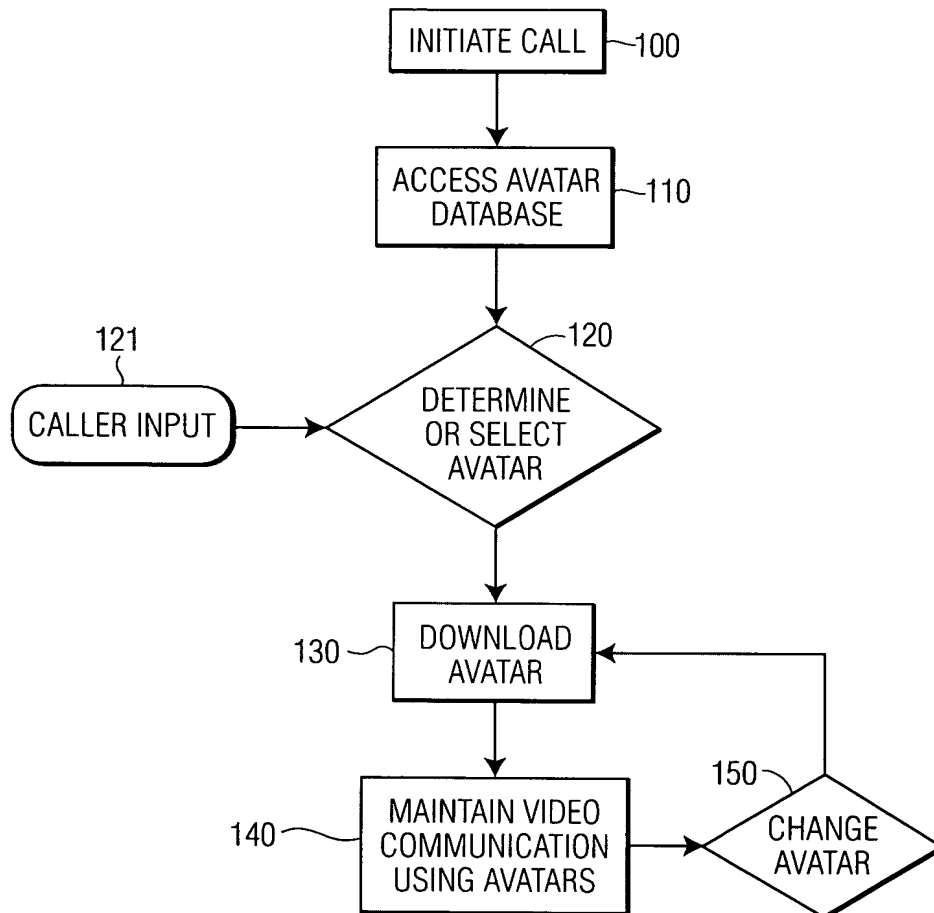 INITIATE CALL
100
ACCESS AVATAR
DATABASE
110
120
121
CALLER INPUT
DETERMINE
OR SELECT
AVATAR
130
DOWNLOAD
AVATAR
140
MAINTAIN VIDEO
COMMUNICATION
USING AVATARS
150
CHANGE
AVATAR